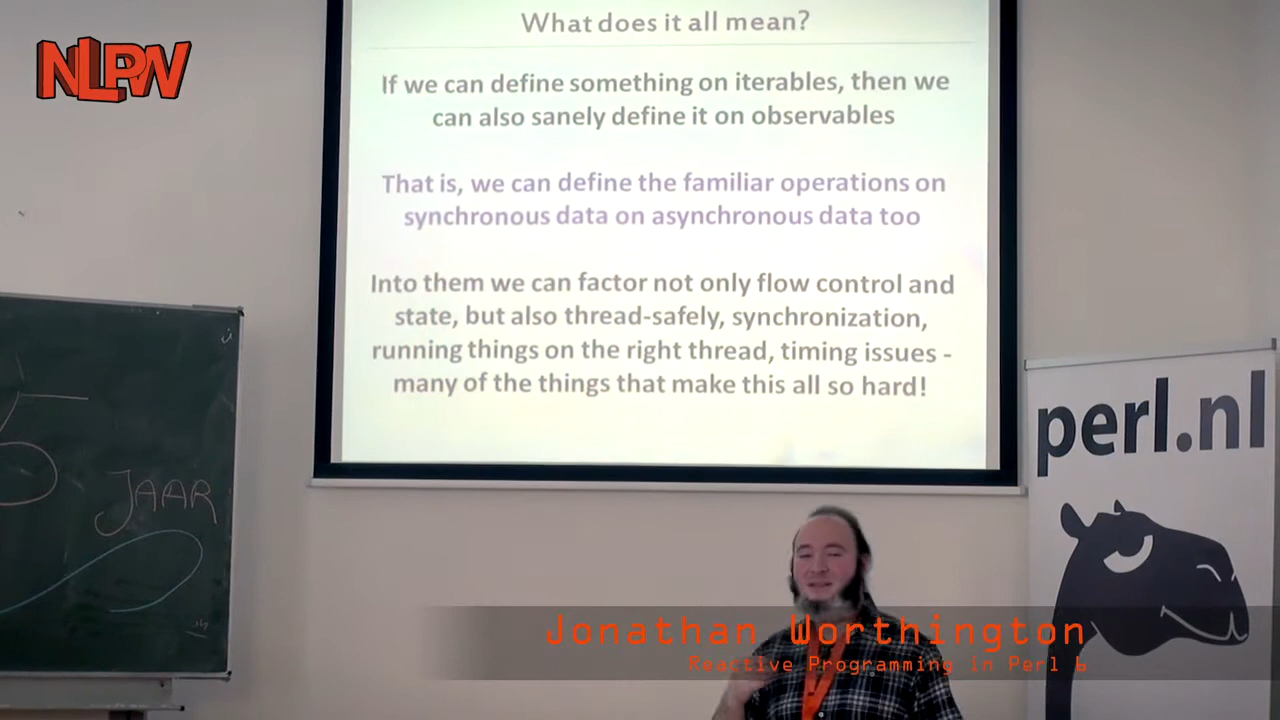 NLPW
What does it all mean?
If we can define something on iterables, then we
can also sanely define it on observables
That is, we can define the familiar operations on
synchronous data on asynchronous data too
Into them we can factor not only flow control and
state, but also thread-safely, synchronization,
running things on the right thread, timing issues -
many of the things that make this all so hard!
5
JAAR
perl.nl
Jonathan Worthington
Reactive Programming in Perl 6